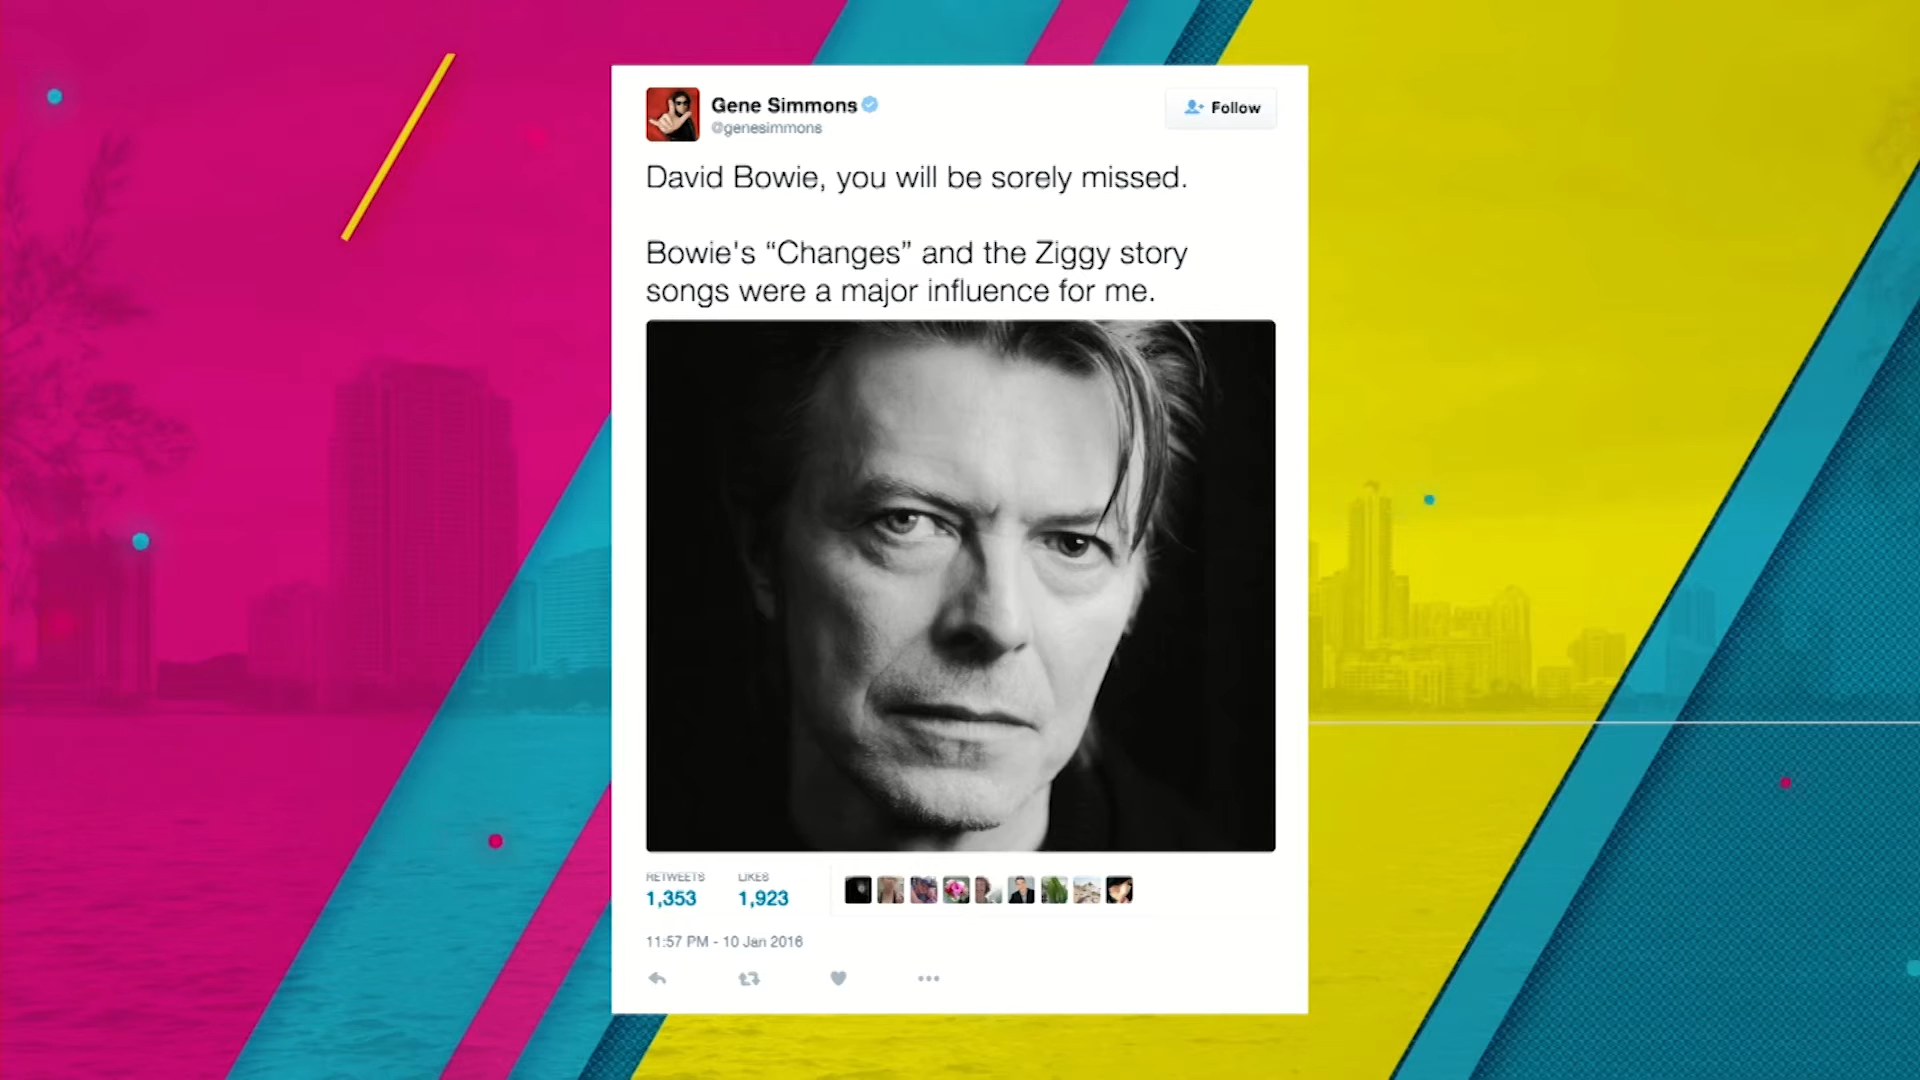 Gene Simmons
@genesimmons
Follow
David Bowie, you will be sorely missed.
Bowie's “Changes” and the Ziggy story
songs were a major influence for me.
RETWEETS LIKES
1,353 1,923
11:57 PM - 10 Jan 2016